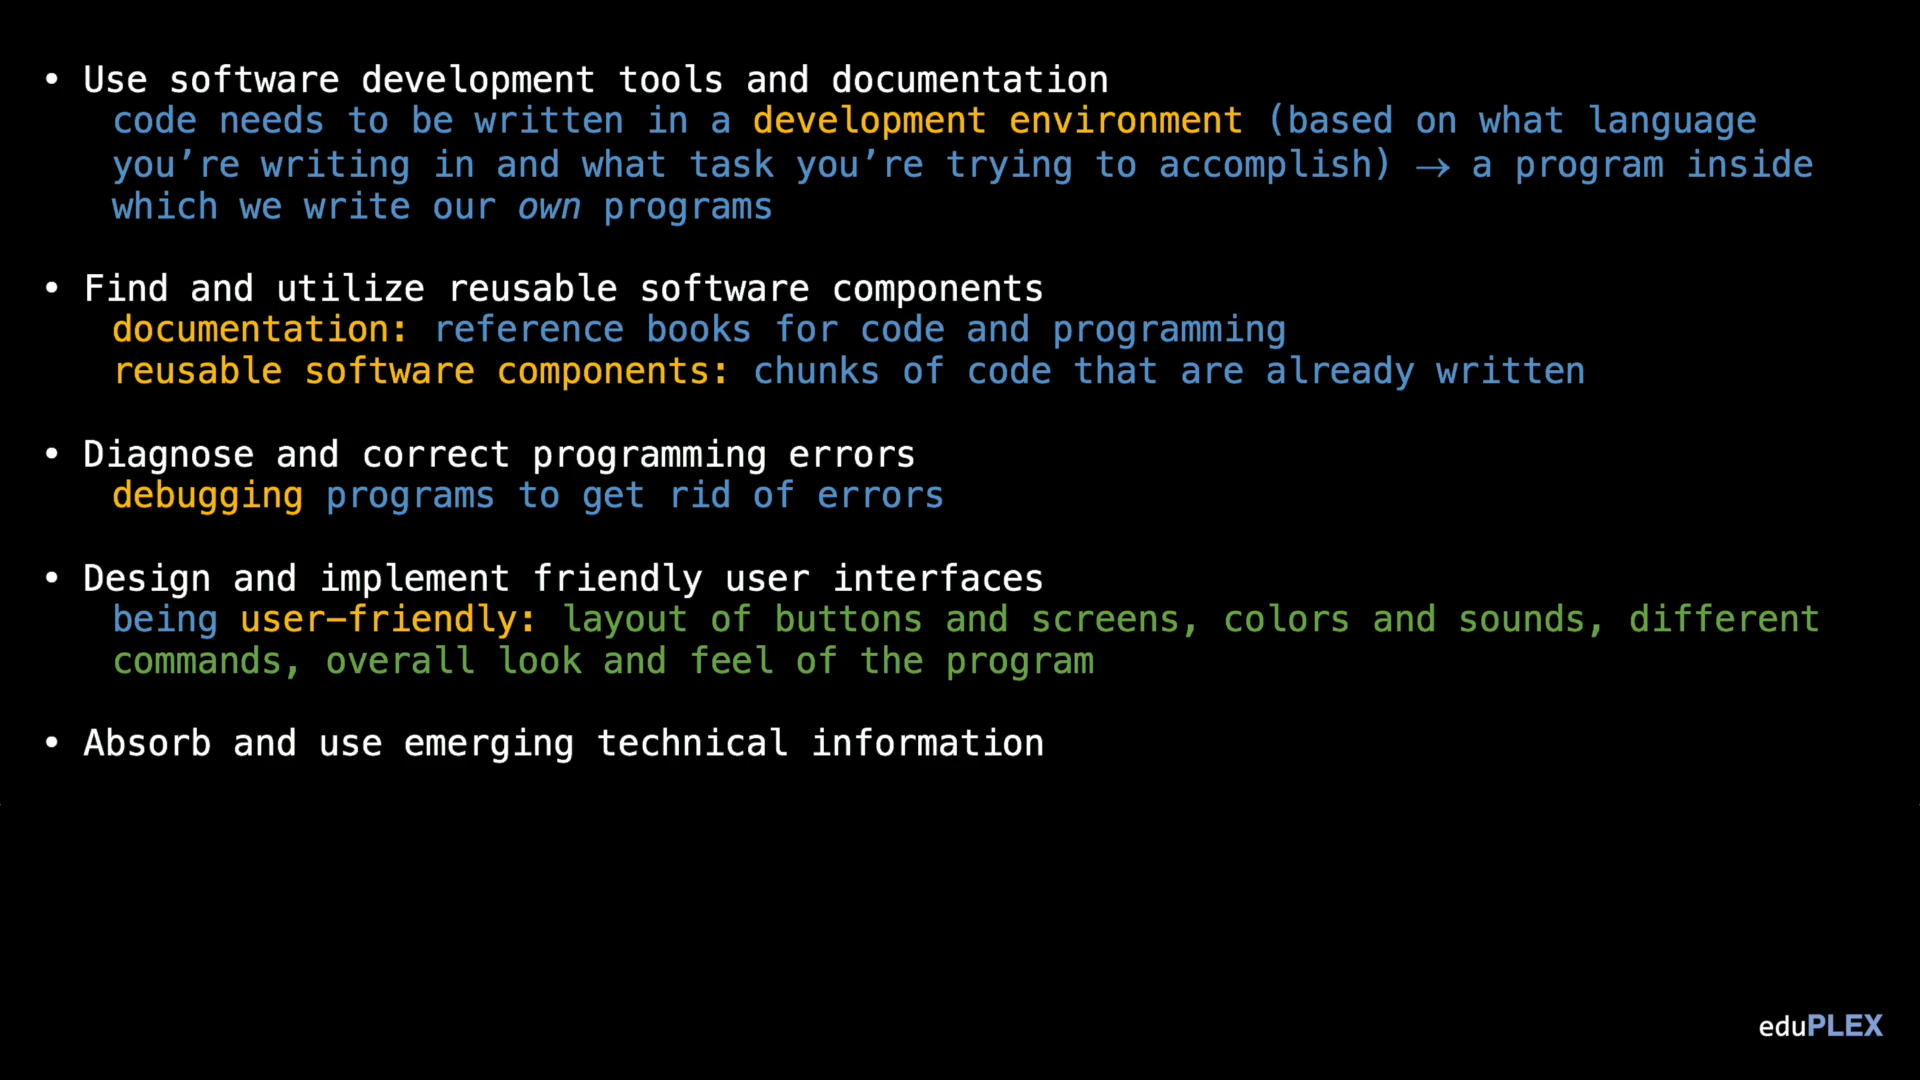 • Use software development tools and documentation
code needs to be written in a development environment (based on what language
you’re writing in and what task you’re trying to accomplish) → a program inside
which we write our own programs
• Find and utilize reusable software components
documentation: reference books for code and programming
reusable software components: chunks of code that are already written
• Diagnose and correct programming errors
debugging programs to get rid of errors
• Design and implement friendly user interfaces
being user-friendly: layout of buttons and screens, colors and sounds, different
commands, overall look and feel of the program
• Absorb and use emerging technical information
eduPLEX